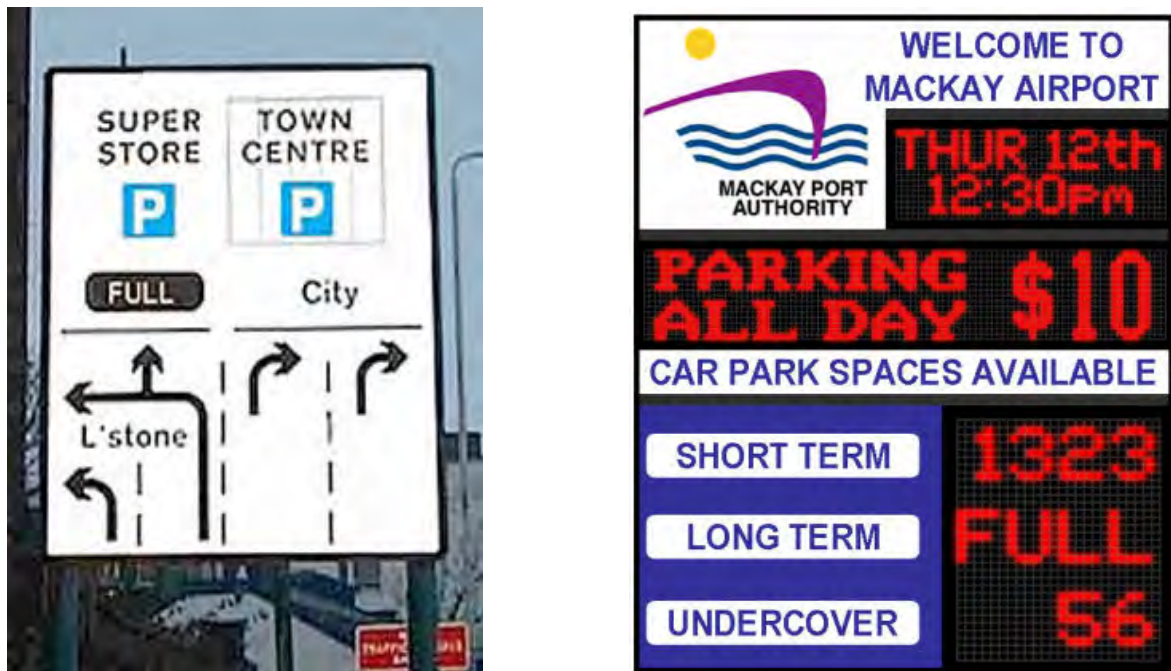 SUPER
STORE
P
TOWN
CENTRE
P
FULL
City
L'stone
WELCOME TO
MACKAY AIRPORT
MACKAY PORT
AUTHORITY
THUR 12th
12:30pm
PARKING
ALL DAY
$10
CAR PARK SPACES AVAILABLE
SHORT TERM
1323
LONG TERM
FULL
UNDERCOVER
56